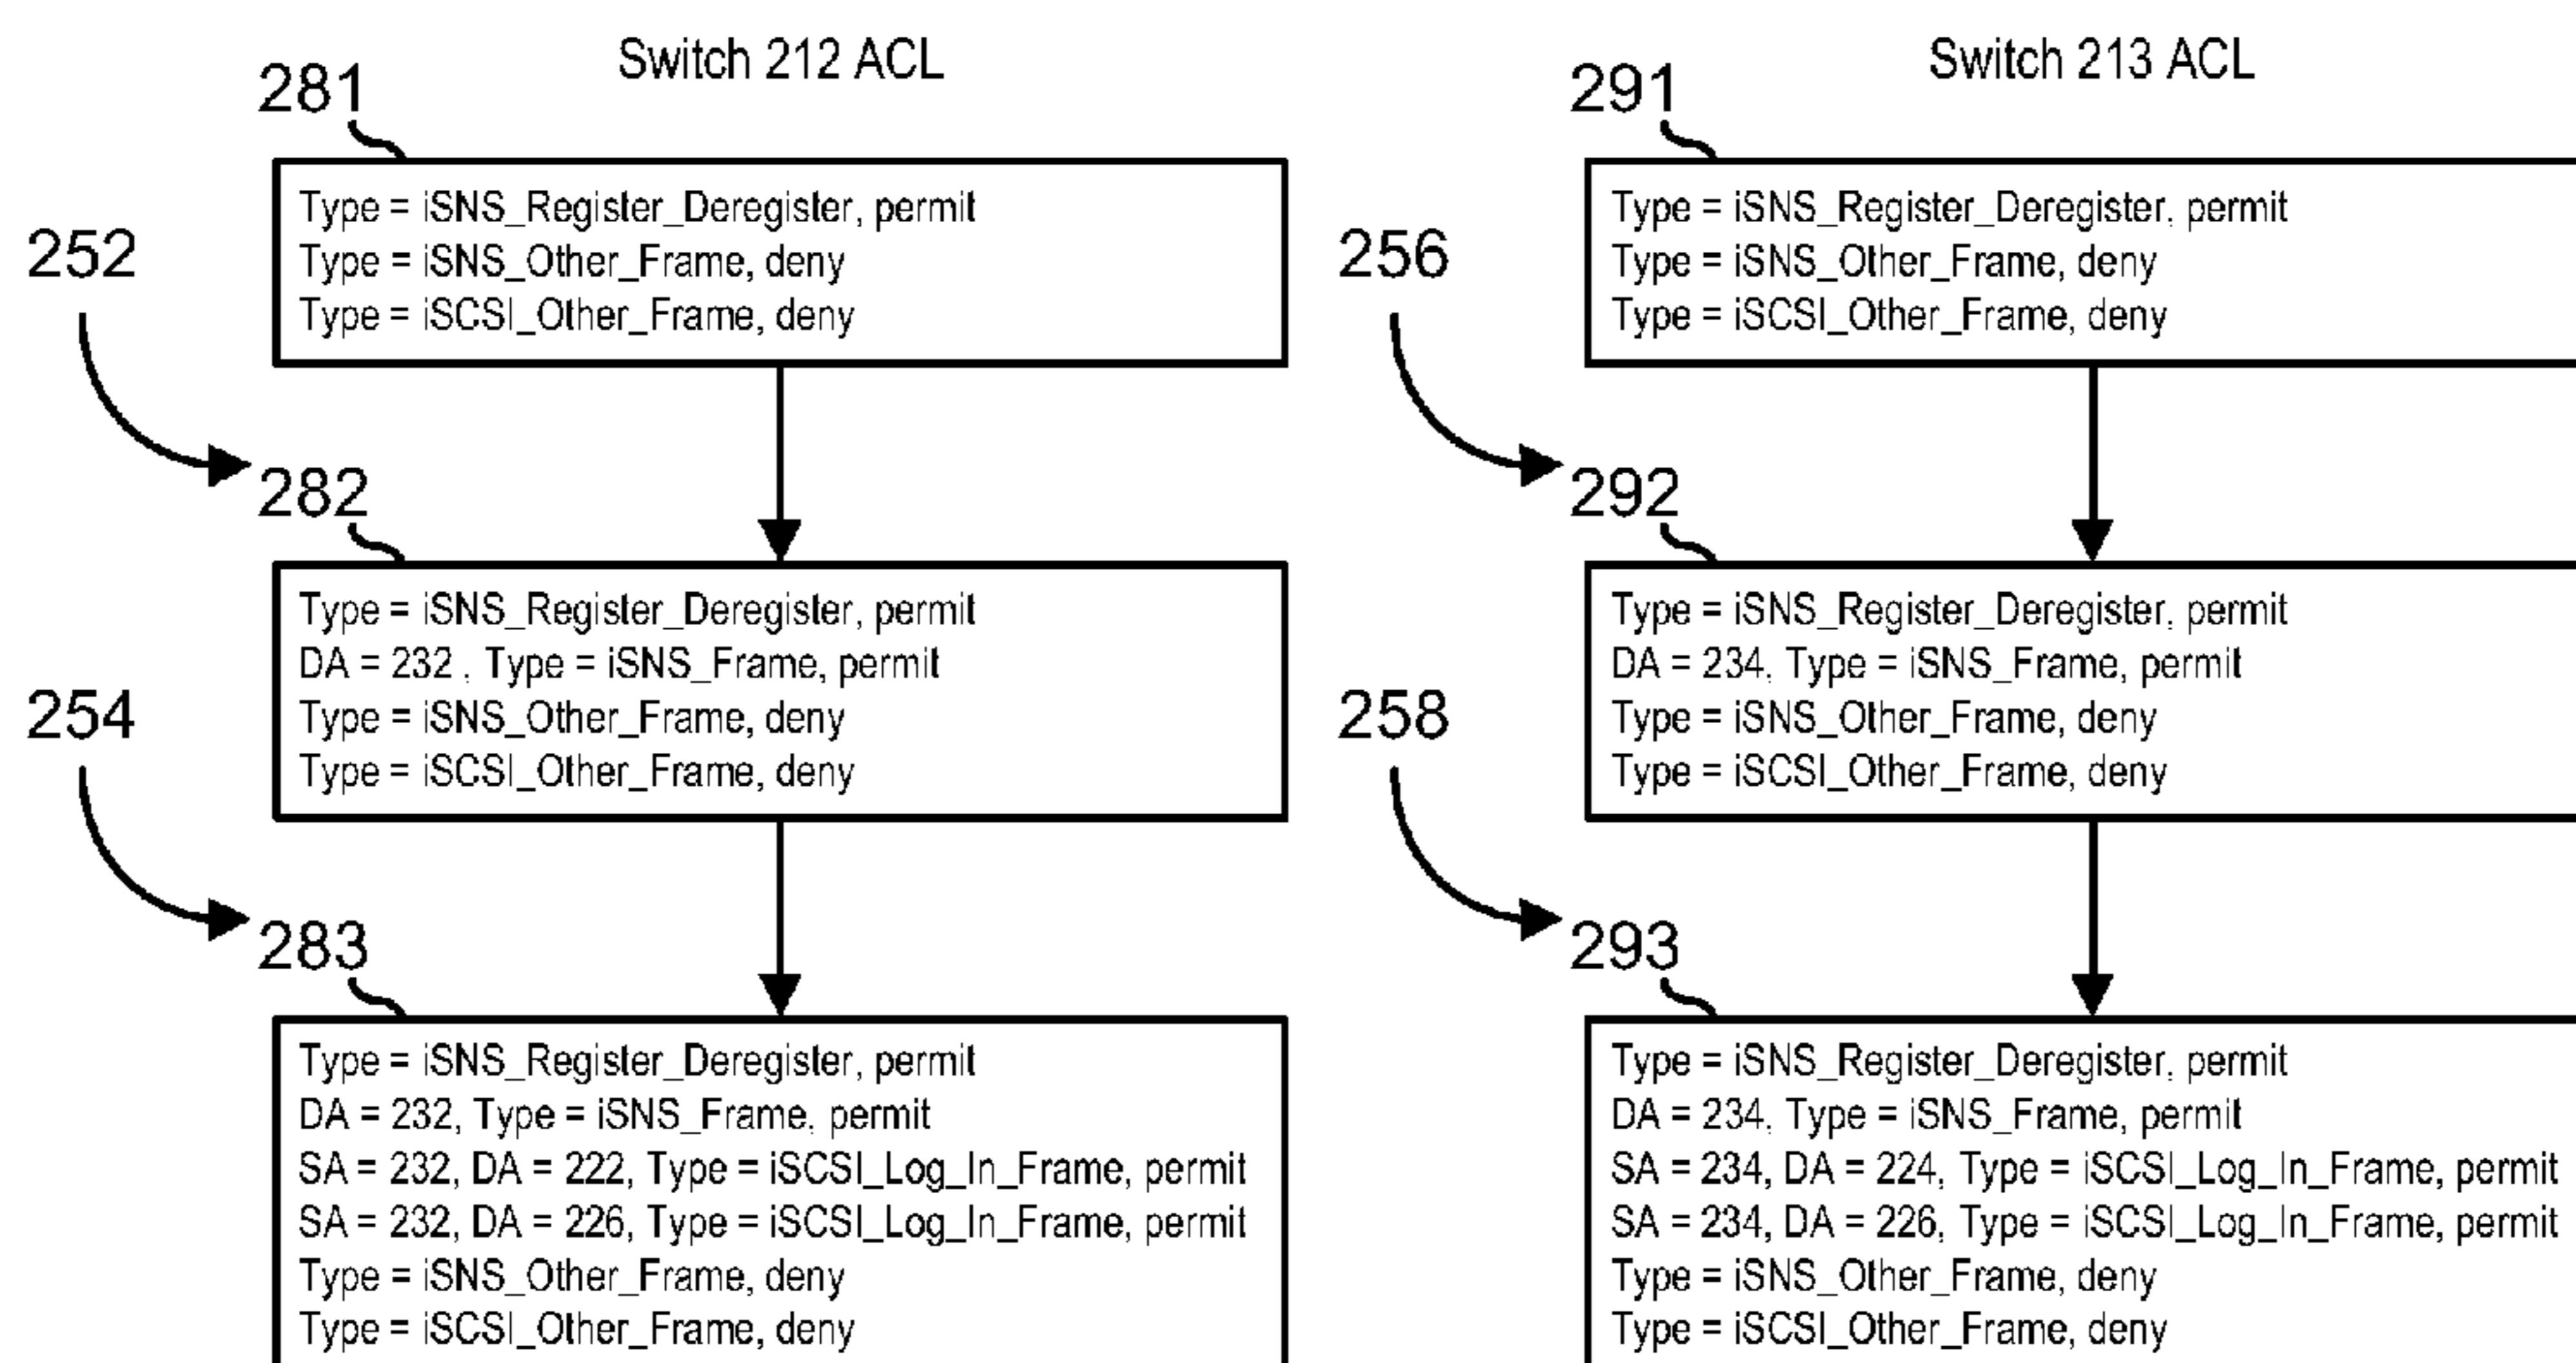 Switch 212 ACL
281
Type = iSNS_Register_Deregister, permit
Type = iSNS_Other_Frame, deny
Type = iSCSI_Other_Frame, deny
252
282
Type = iSNS_Register_Deregister, permit
DA = 232 , Type = iSNS_Frame, permit
Type = iSNS_Other_Frame, deny
Type = iSCSI_Other_Frame, deny
254
283
Type = iSNS_Register_Deregister, permit
DA = 232, Type = iSNS_Frame, permit
SA = 232, DA = 222, Type = iSCSI_Log_In_Frame, permit
SA = 232, DA = 226, Type = iSCSI_Log_In_Frame, permit
Type = iSNS_Other_Frame, deny
Type = iSCSI_Other_Frame, deny
Switch 213 ACL
291
Type = iSNS_Register_Deregister, permit
Type = iSNS_Other_Frame, deny
Type = iSCSI_Other_Frame, deny
256
292
Type = iSNS_Register_Deregister, permit
DA = 234, Type = iSNS_Frame, permit
Type = iSNS_Other_Frame, deny
Type = iSCSI_Other_Frame, deny
258
293
Type = iSNS_Register_Deregister, permit
DA = 234, Type = iSNS_Frame, permit
SA = 234, DA = 224, Type = iSCSI_Log_In_Frame, permit
SA = 234, DA = 226, Type = iSCSI_Log_In_Frame, permit
Type = iSNS_Other_Frame, deny
Type = iSCSI_Other_Frame, deny